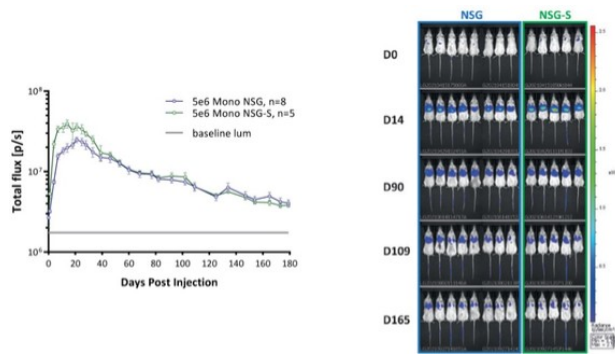 NSG
NSG-S
D0
D14
D90
D109
D165
Total flux [p/s]
10⁸
10⁷
10⁶
5e6 Mono NSG, n=8
5e6 Mono NSG-S, n=5
baseline lum
0
20
40
60
80
100
120
140
160
180
Days Post Injection